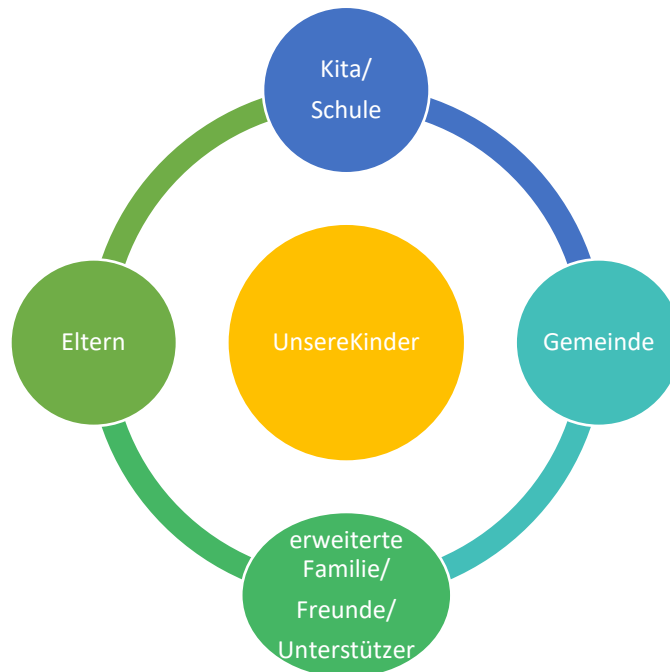 Kita/
Schule
Eltern
UnsereKinder
Gemeinde
erweiterte
Familie/
Freunde/
Unterstützer